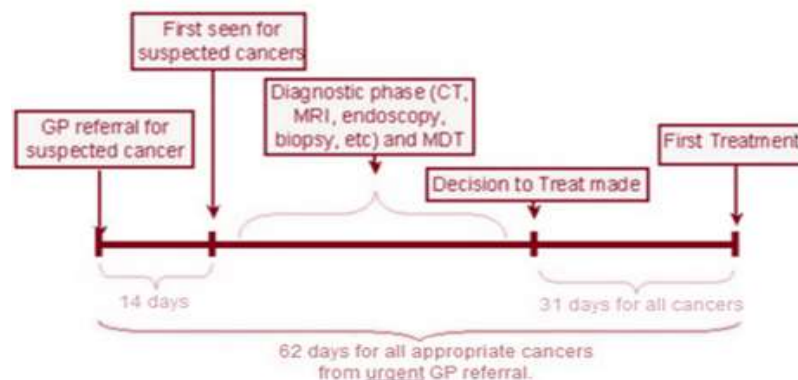 First seen for
suspected cancers
GP referral for
suspected cancer
Diagnostic phase (CT,
MRI, endoscopy,
biopsy, etc) and MDT
Decision to Treat made
First Treatment
14 days
31 days for all cancers
62 days for all appropriate cancers
from urgent GP referral.